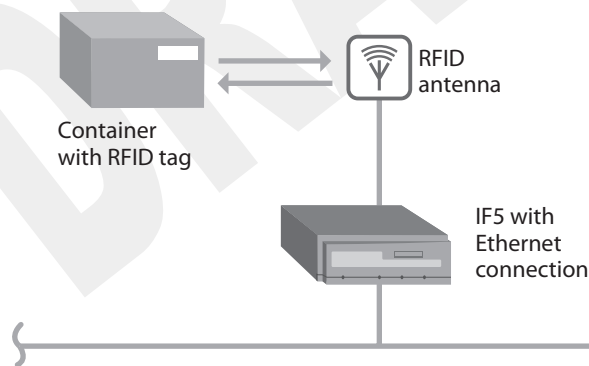 RFID
antenna
Container
with RFID tag
IF5 with
Ethernet
connection